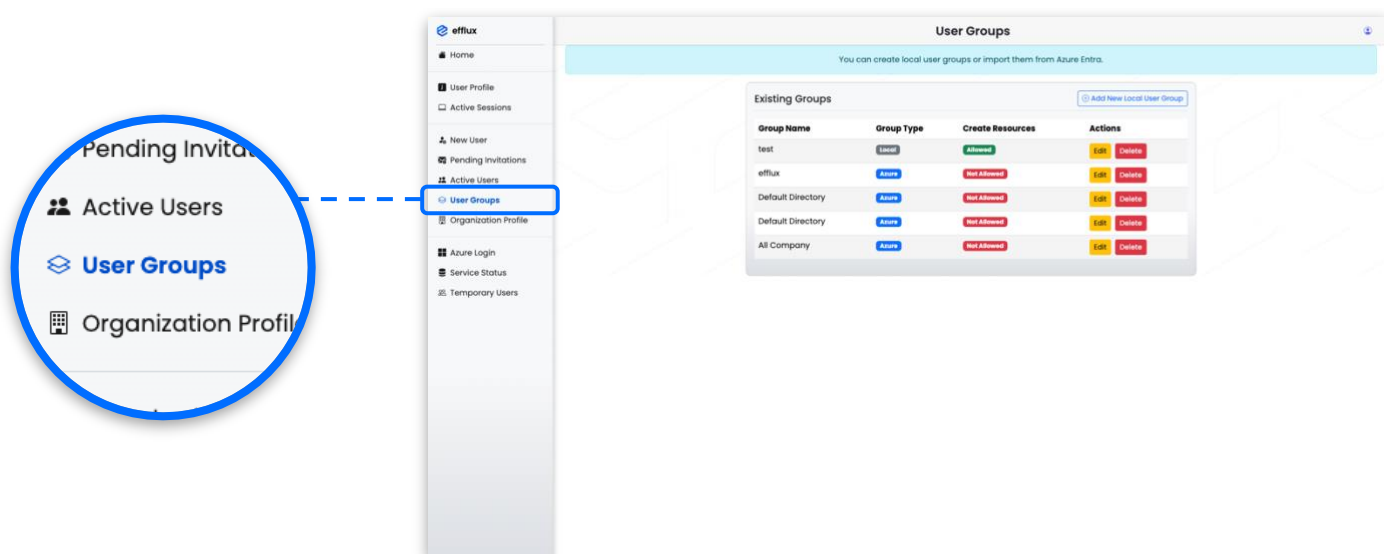 Pending Invita
Active Users
User Groups
Organization Profil
efflux
Home
User Profile
Active Sessions
New User
Pending Invitations
Active Users
User Groups
Organization Profile
Azure Login
Service Status
Temporary Users
User Groups
You can create local user groups or import them from Azure Entra.
Existing Groups
Add New Local User Group
Group Name Group Type Create Resources Actions
test Local Allowed Edit Delete
efflux Azure Not Allowed Edit Delete
Default Directory Azure Not Allowed Edit Delete
Default Directory Azure Not Allowed Edit Delete
All Company Azure Not Allowed Edit Delete